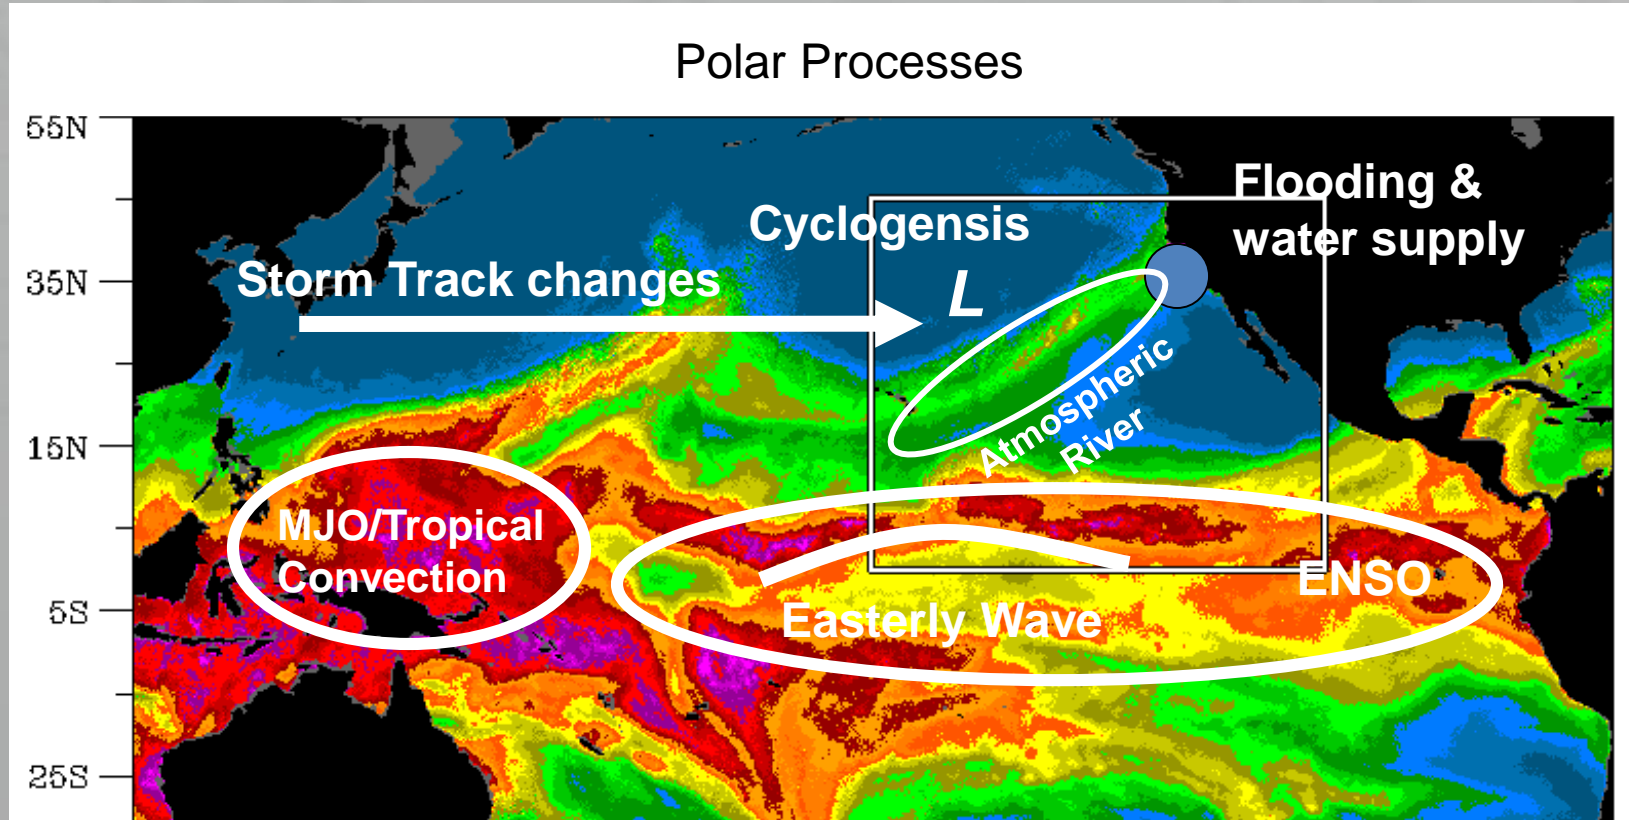 Polar Processes
55N
Flooding &
water supply
Cyclogensis
35N
Storm Track changes
L
Atmospheric
River
15N
MJO/Tropical
Convection
ENSO
5S
Easterly Wave
25S